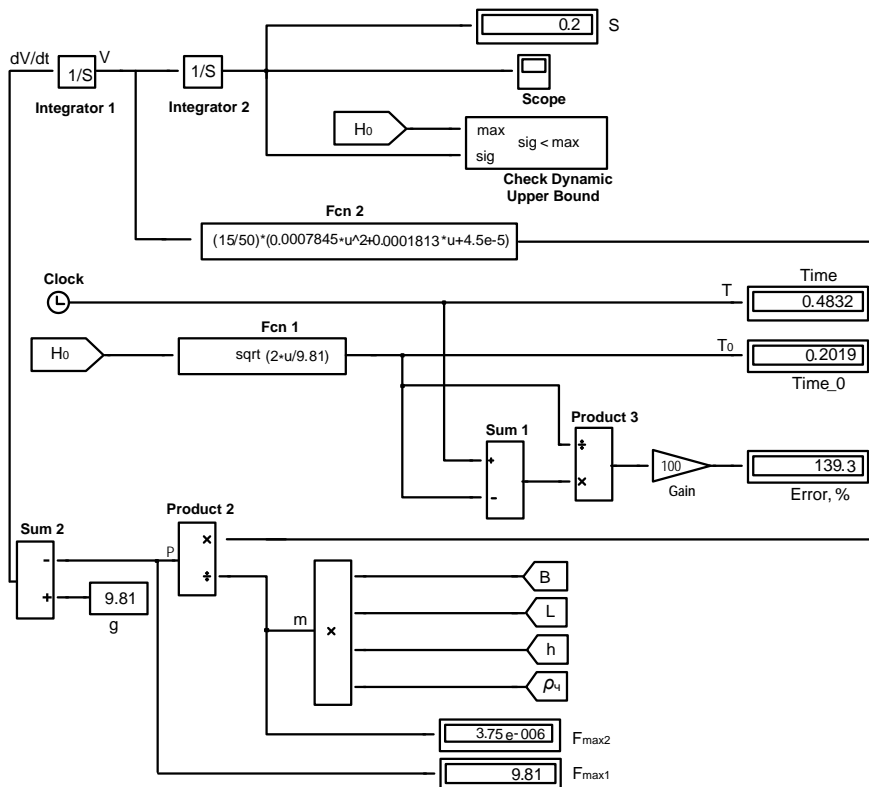 0.2
S
dV/dt
1/S
V
1/S
Integrator 1
Integrator 2
Scope
H0
max
sig < max
sig
Check Dynamic
Upper Bound
Fcn 2
(15/50)*(0.0007845*u^2+0.0001813*u+4.5e-5)
Clock
T
Time
0.4832
Fcn 1
H0
sqrt (2*u/9.81)
T0
0.2019
Time_0
Product 3
Sum 1
÷
+
×
100
139.3
−
Gain
Error, %
Product 2
Sum 2
×
-
P
÷
B
+
9.81
g
L
m
×
h
ρч
3.75 e-006
Fmax2
9.81
Fmax1